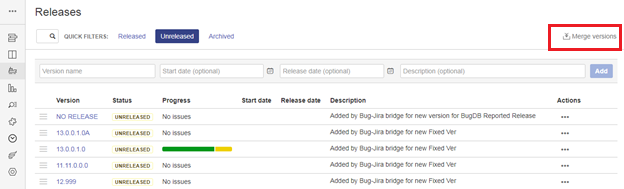 Releases
QUICK FILTERS: Released Unreleased Archived Merge versions
Version name Start date (optional) Release date (optional) Description (optional) Add
Version Status Progress Start date Release date Description Actions
NO RELEASE UNRELEASED No issues Added by Bug-Jira bridge for new version for BugDB Reported Release
13.0.0.1.0A UNRELEASED No issues Added by Bug-Jira bridge for new Fixed Ver
13.0.0.1.0 UNRELEASED Added by Bug-Jira bridge for new Fixed Ver
11.11.0.0.0 UNRELEASED No issues Added by Bug-Jira bridge for new Fixed Ver
12.999 UNRELEASED No issues Added by Bug-Jira bridge for new Fixed Ver